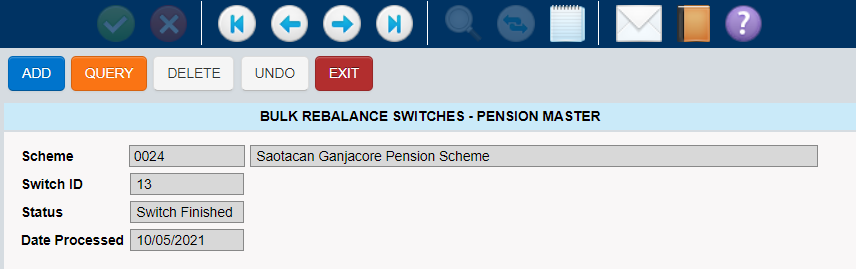 ADD QUERY DELETE UNDO EXIT
BULK REBALANCE SWITCHES - PENSION MASTER
Scheme 0024 Saotacan Ganjacore Pension Scheme
Switch ID 13
Status Switch Finished
Date Processed 10/05/2021